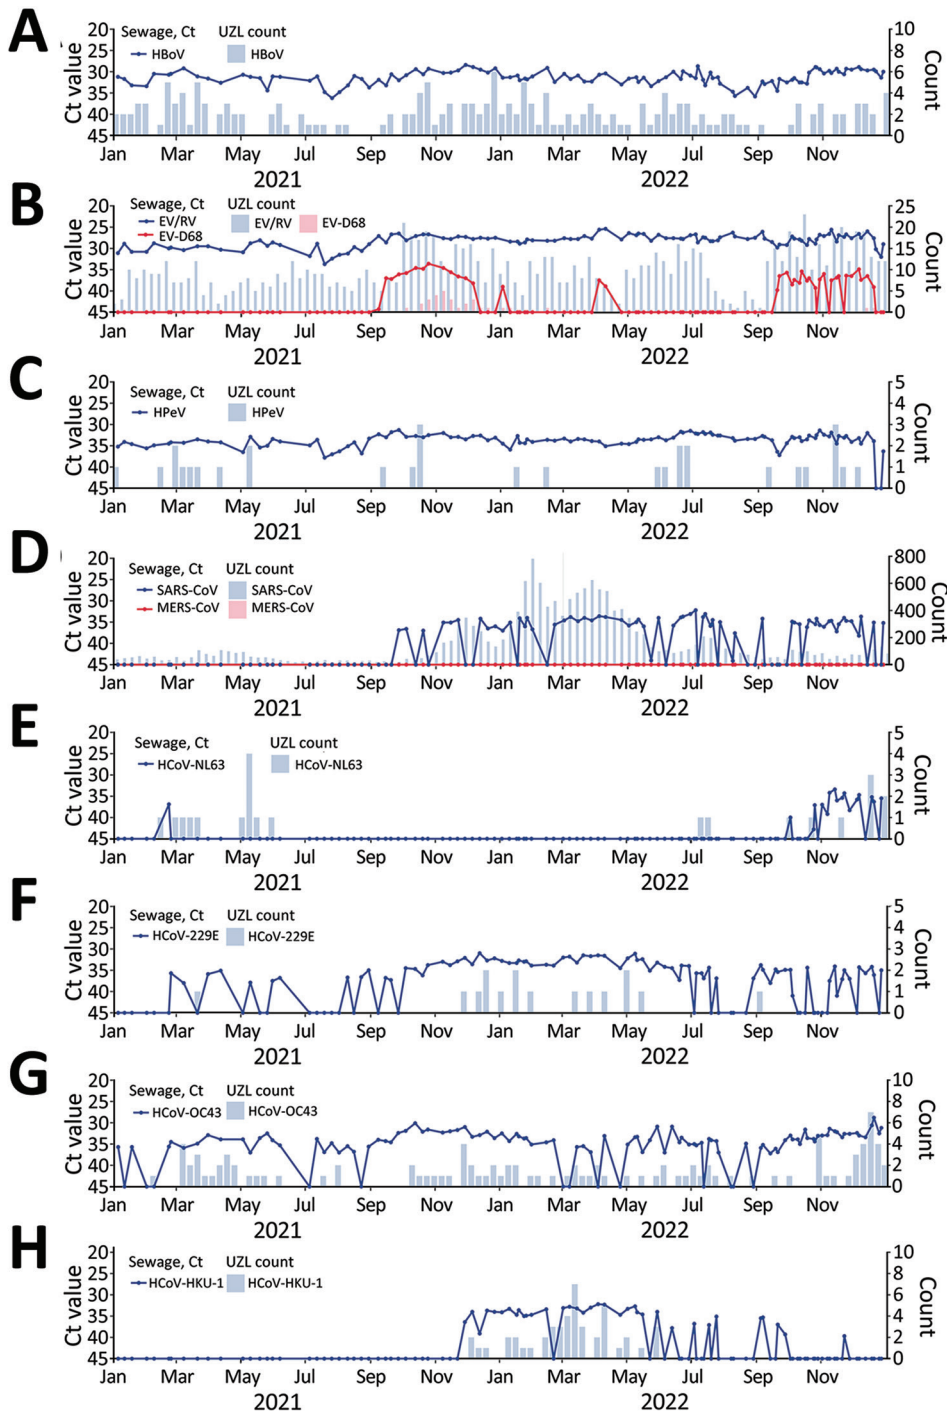 A
Sewage, Ct UZL count
HBoV HBoV
Ct value
20
25
30
35
40
45
10
8
6
4
2
0
Count
Jan Mar May Jul Sep Nov Jan Mar May Jul Sep Nov
2021 2022
B
Sewage, Ct UZL count
EV/RV EV/RV EV-D68
EV-D68
Ct value
20
25
30
35
40
45
25
20
15
10
5
0
Count
Jan Mar May Jul Sep Nov Jan Mar May Jul Sep Nov
2021 2022
C
Sewage, Ct UZL count
HPeV HPeV
Ct value
20
25
30
35
40
45
5
4
3
2
1
0
Count
Jan Mar May Jul Sep Nov Jan Mar May Jul Sep Nov
2021 2022
D
Sewage, Ct UZL count
SARS-CoV SARS-CoV
MERS-CoV MERS-CoV
Ct value
20
25
30
35
40
45
800
600
400
200
0
Count
Jan Mar May Jul Sep Nov Jan Mar May Jul Sep Nov
2021 2022
E
Sewage, Ct UZL count
HCoV-NL63 HCoV-NL63
Ct value
20
25
30
35
40
45
5
4
3
2
1
0
Count
Jan Mar May Jul Sep Nov Jan Mar May Jul Sep Nov
2021 2022
F
Sewage, Ct UZL count
HCoV-229E HCoV-229E
Ct value
20
25
30
35
40
45
5
4
3
2
1
0
Count
Jan Mar May Jul Sep Nov Jan Mar May Jul Sep Nov
2021 2022
G
Sewage, Ct UZL count
HCoV-OC43 HCoV-OC43
Ct value
20
25
30
35
40
45
10
8
6
4
2
0
Count
Jan Mar May Jul Sep Nov Jan Mar May Jul Sep Nov
2021 2022
H
Sewage, Ct UZL count
HCoV-HKU-1 HCoV-HKU-1
Ct value
20
25
30
35
40
45
10
8
6
4
2
0
Count
Jan Mar May Jul Sep Nov Jan Mar May Jul Sep Nov
2021 2022